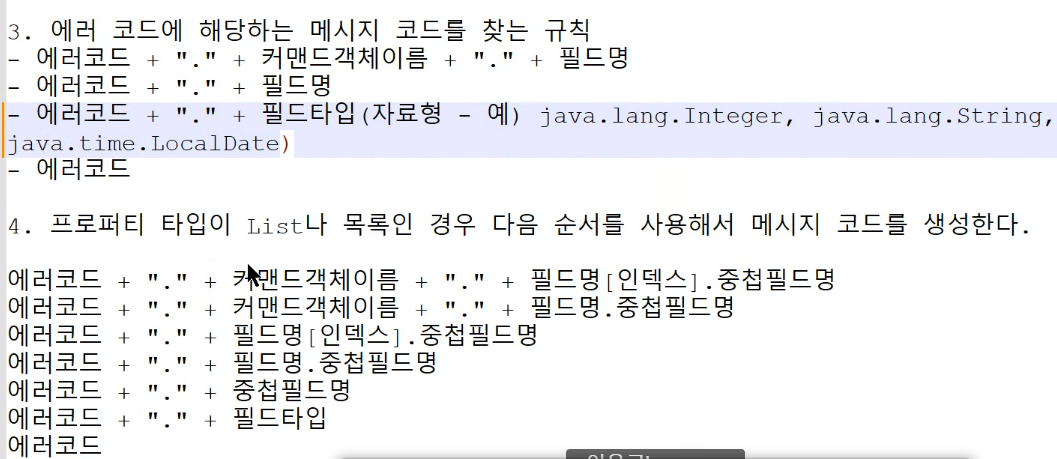 3. 에러 코드에 해당하는 메시지 코드를 찾는 규칙
- 에러코드 + "." + 커맨드객체이름 + "." + 필드명
- 에러코드 + "." + 필드명
- 에러코드 + "." + 필드타입(자료형 - 예) java.lang.Integer, java.lang.String,
java.time.LocalDate)
- 에러코드
4. 프로퍼티 타입이 List나 목록인 경우 다음 순서를 사용해서 메시지 코드를 생성한다.
에러코드 + "." + 커맨드객체이름 + "." + 필드명[인덱스].중첩필드명
에러코드 + "." + 커맨드객체이름 + "." + 필드명.중첩필드명
에러코드 + "." + 필드명[인덱스].중첩필드명
에러코드 + "." + 필드명.중첩필드명
에러코드 + "." + 중첩필드명
에러코드 + "." + 필드타입
에러코드